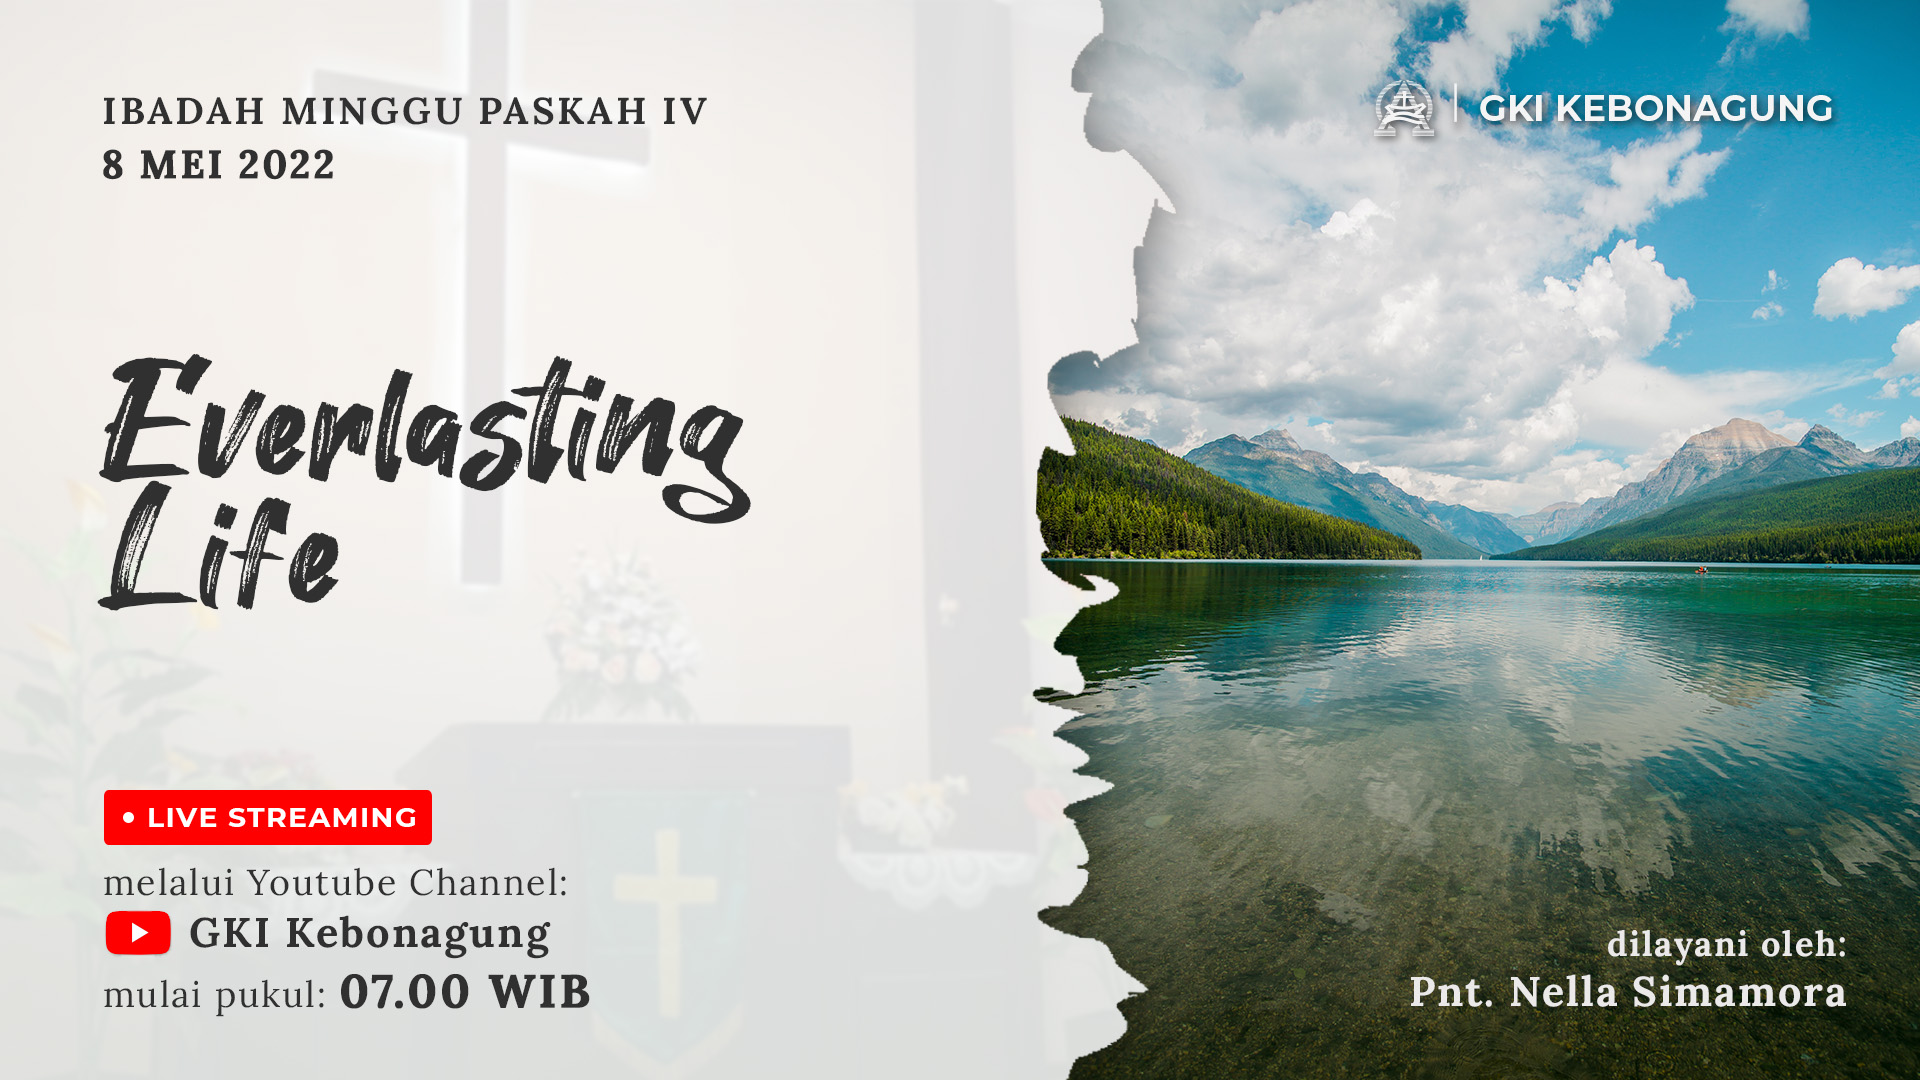 IBADAH MINGGU PASKAH IV
8 MEI 2022
GKI KEBONAGUNG
Everlasting
Life
LIVE STREAMING
melalui Youtube Channel:
GKI Kebonagung
mulai pukul: 07.00 WIB
dilayani oleh:
Pnt. Nella Simamora